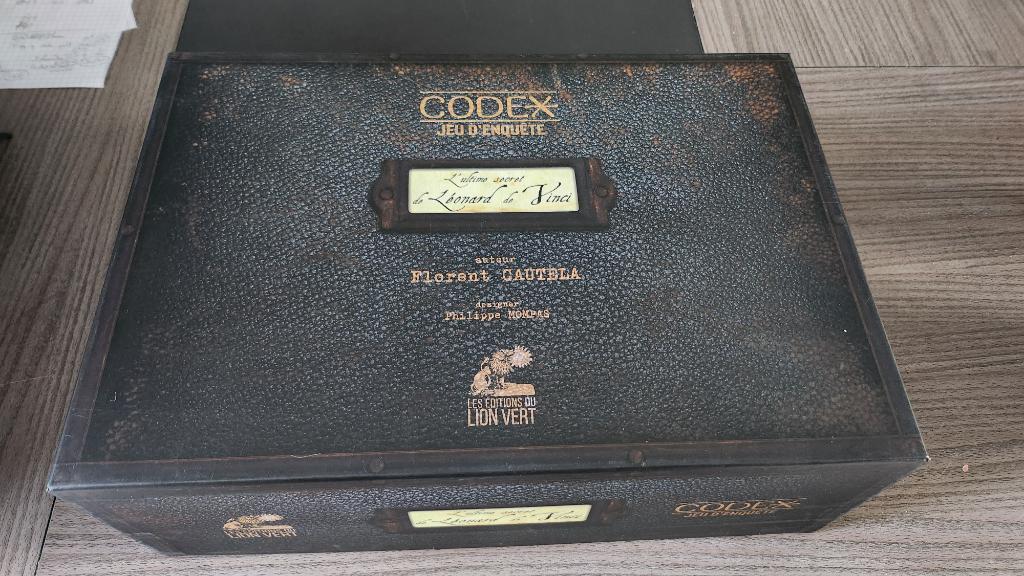 CODEX
JEU D'ENQUÊTE
L'ultime secret
de Léonard de Vinci
auteur
Florent CAUTELA
designer
Philippe MOMPAS
LES ÉDITIONS DU
LION VERT
LION VERT
L'ultime secret
de Léonard de Vinci
CODEX
JEU D'ENQUÊTE